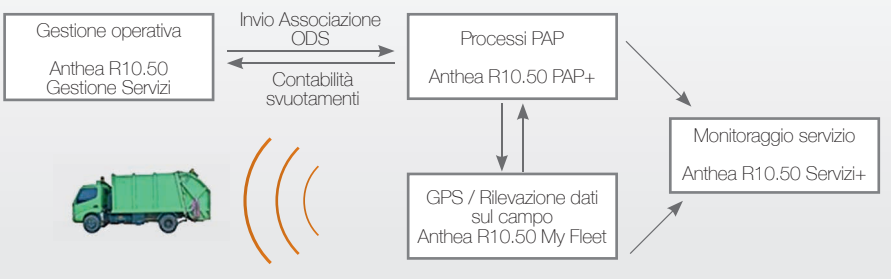 Gestione operativa
Anthea R10.50
Gestione Servizi
Invio Associazione
ODS
Contabilità
svuotamenti
Processi PAP
Anthea R10.50 PAP+
GPS / Rilevazione dati
sul campo
Anthea R10.50 My Fleet
Monitoraggio servizio
Anthea R10.50 Servizi+